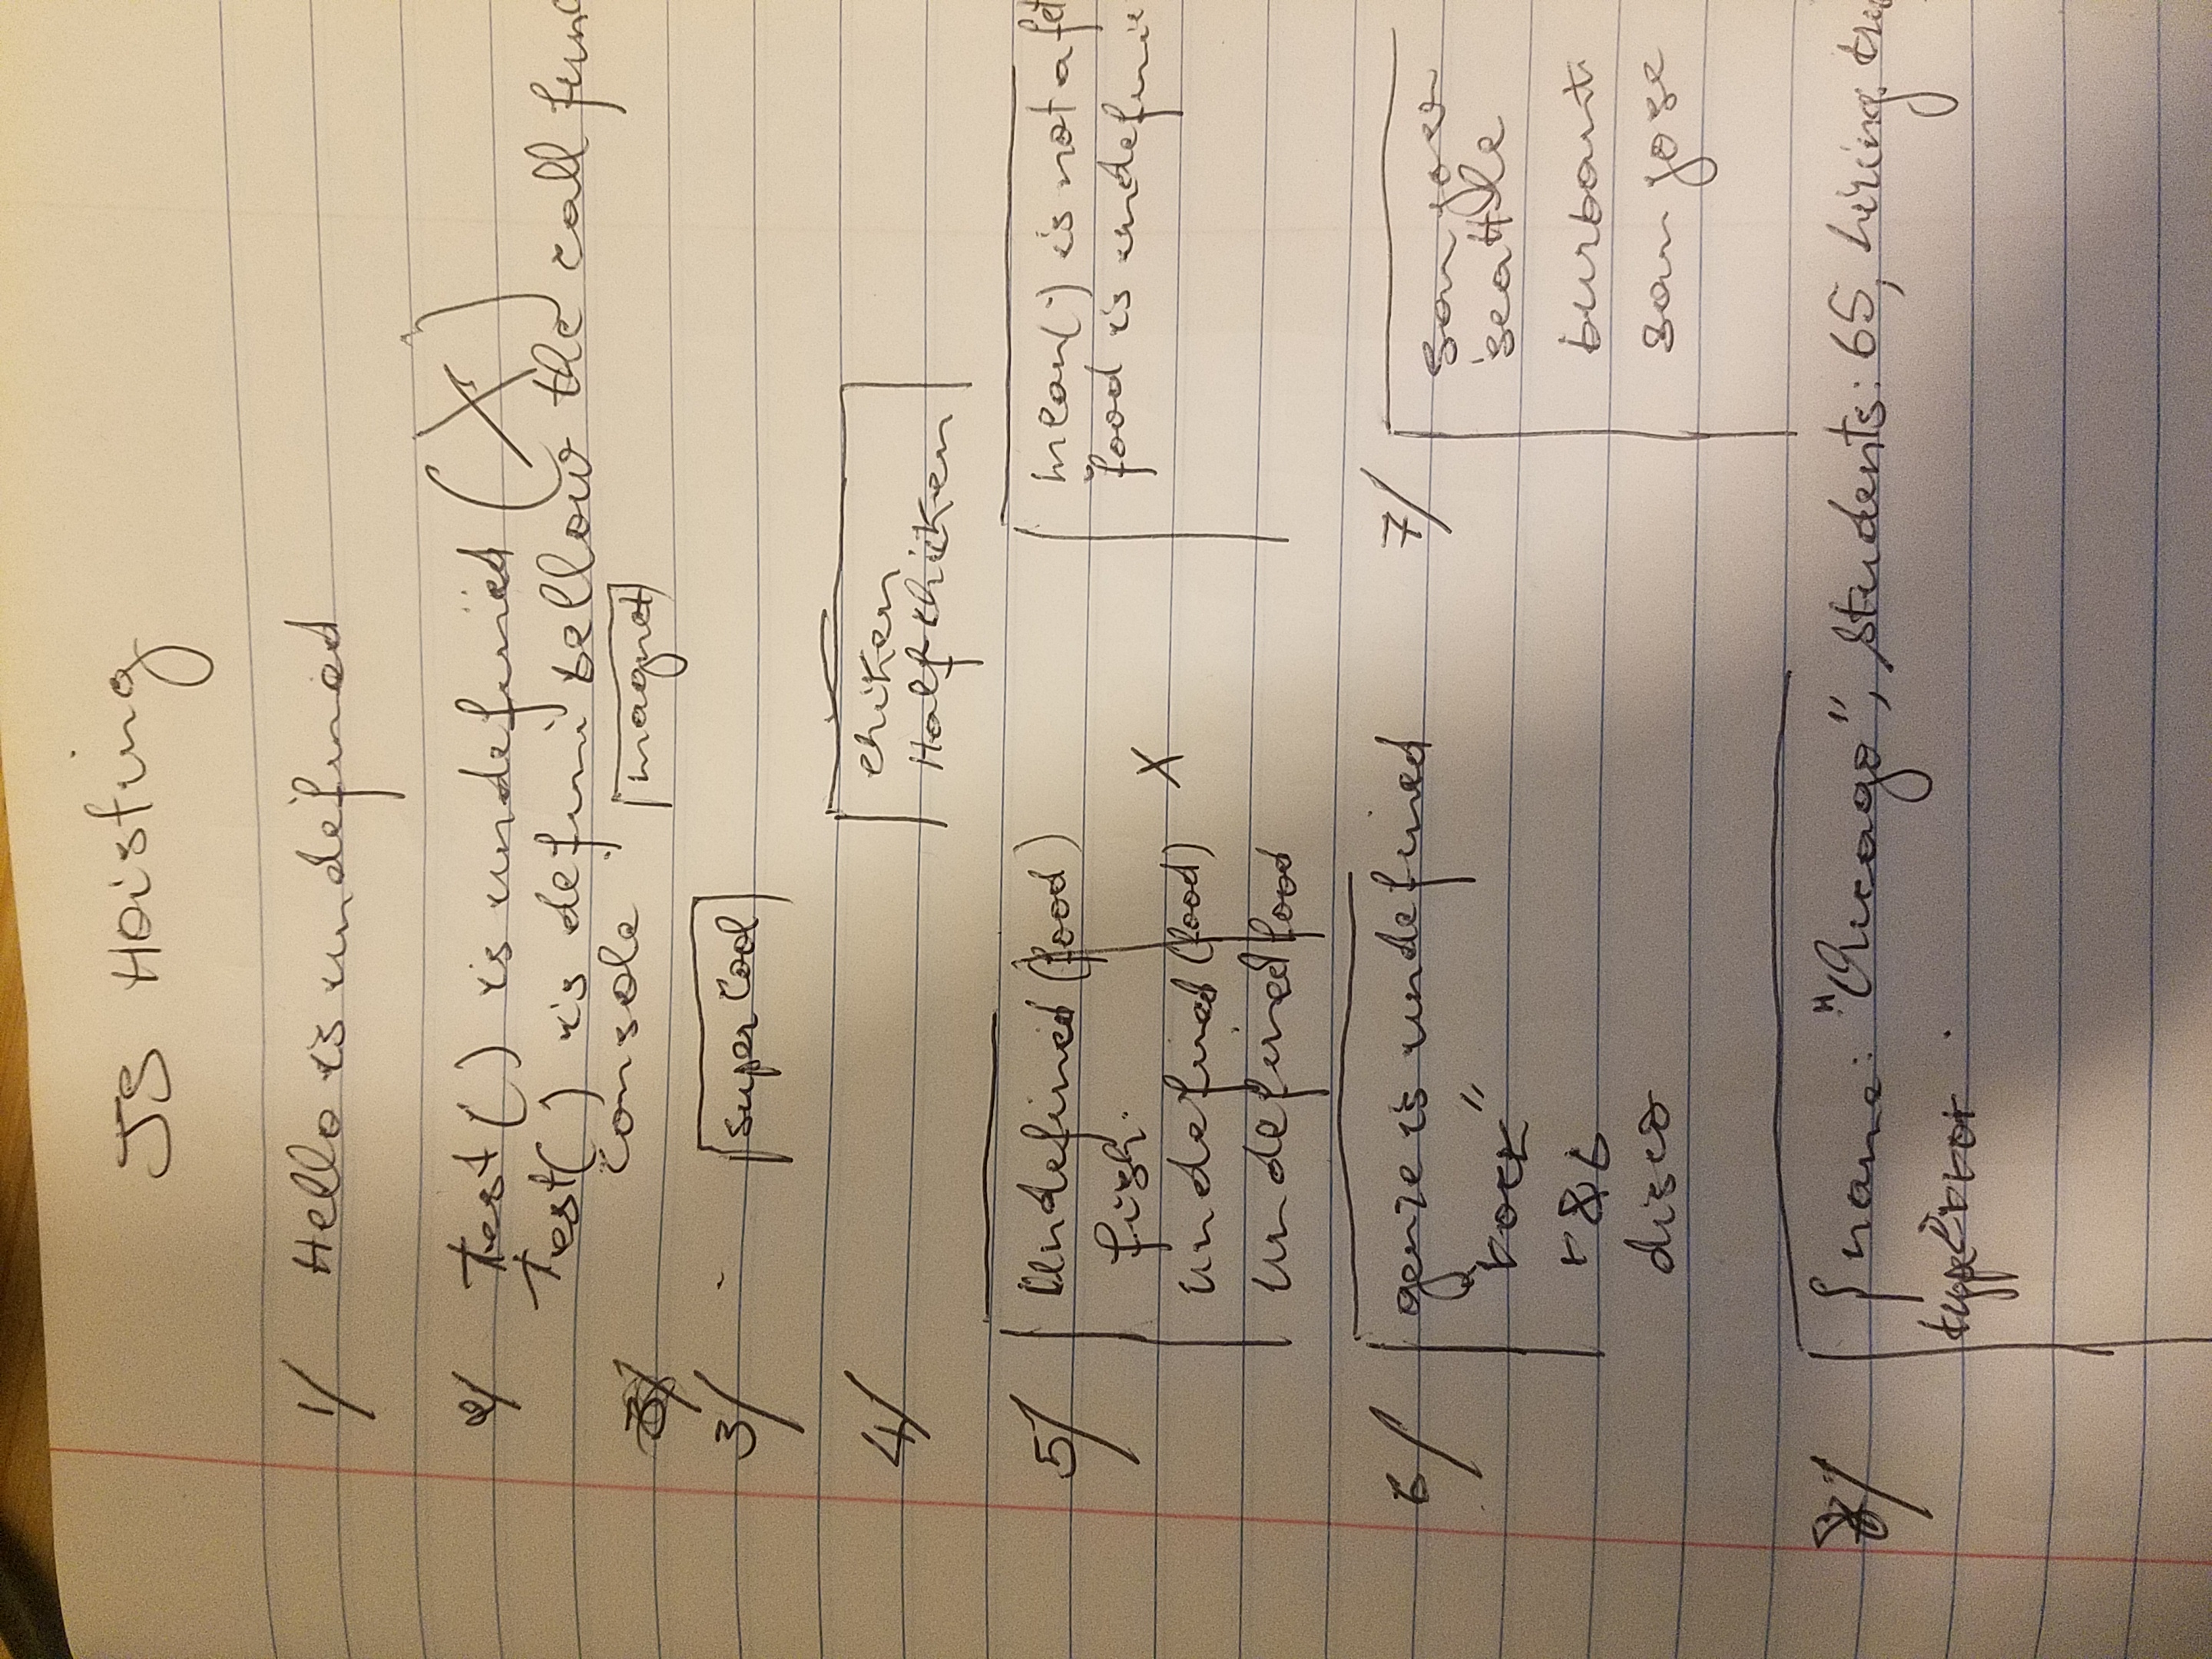 JS Hoisting
1/ Hello is undefined
2/ Test() is undefined (X)
Test() is defini bellow the call func
console magnet
3/ super Cool
4/ chiken
Half chiken
5/ Undefined (food)
fish.
undefined (food) X
undefined food
mean() is not a fct
food is undefine
6/ genre is undefined
"rock"
r&b
disco
7/ san jose
seattle
burbank
san jose
8/ { name: "Chicago", students: 65, hiring tru
typeError .